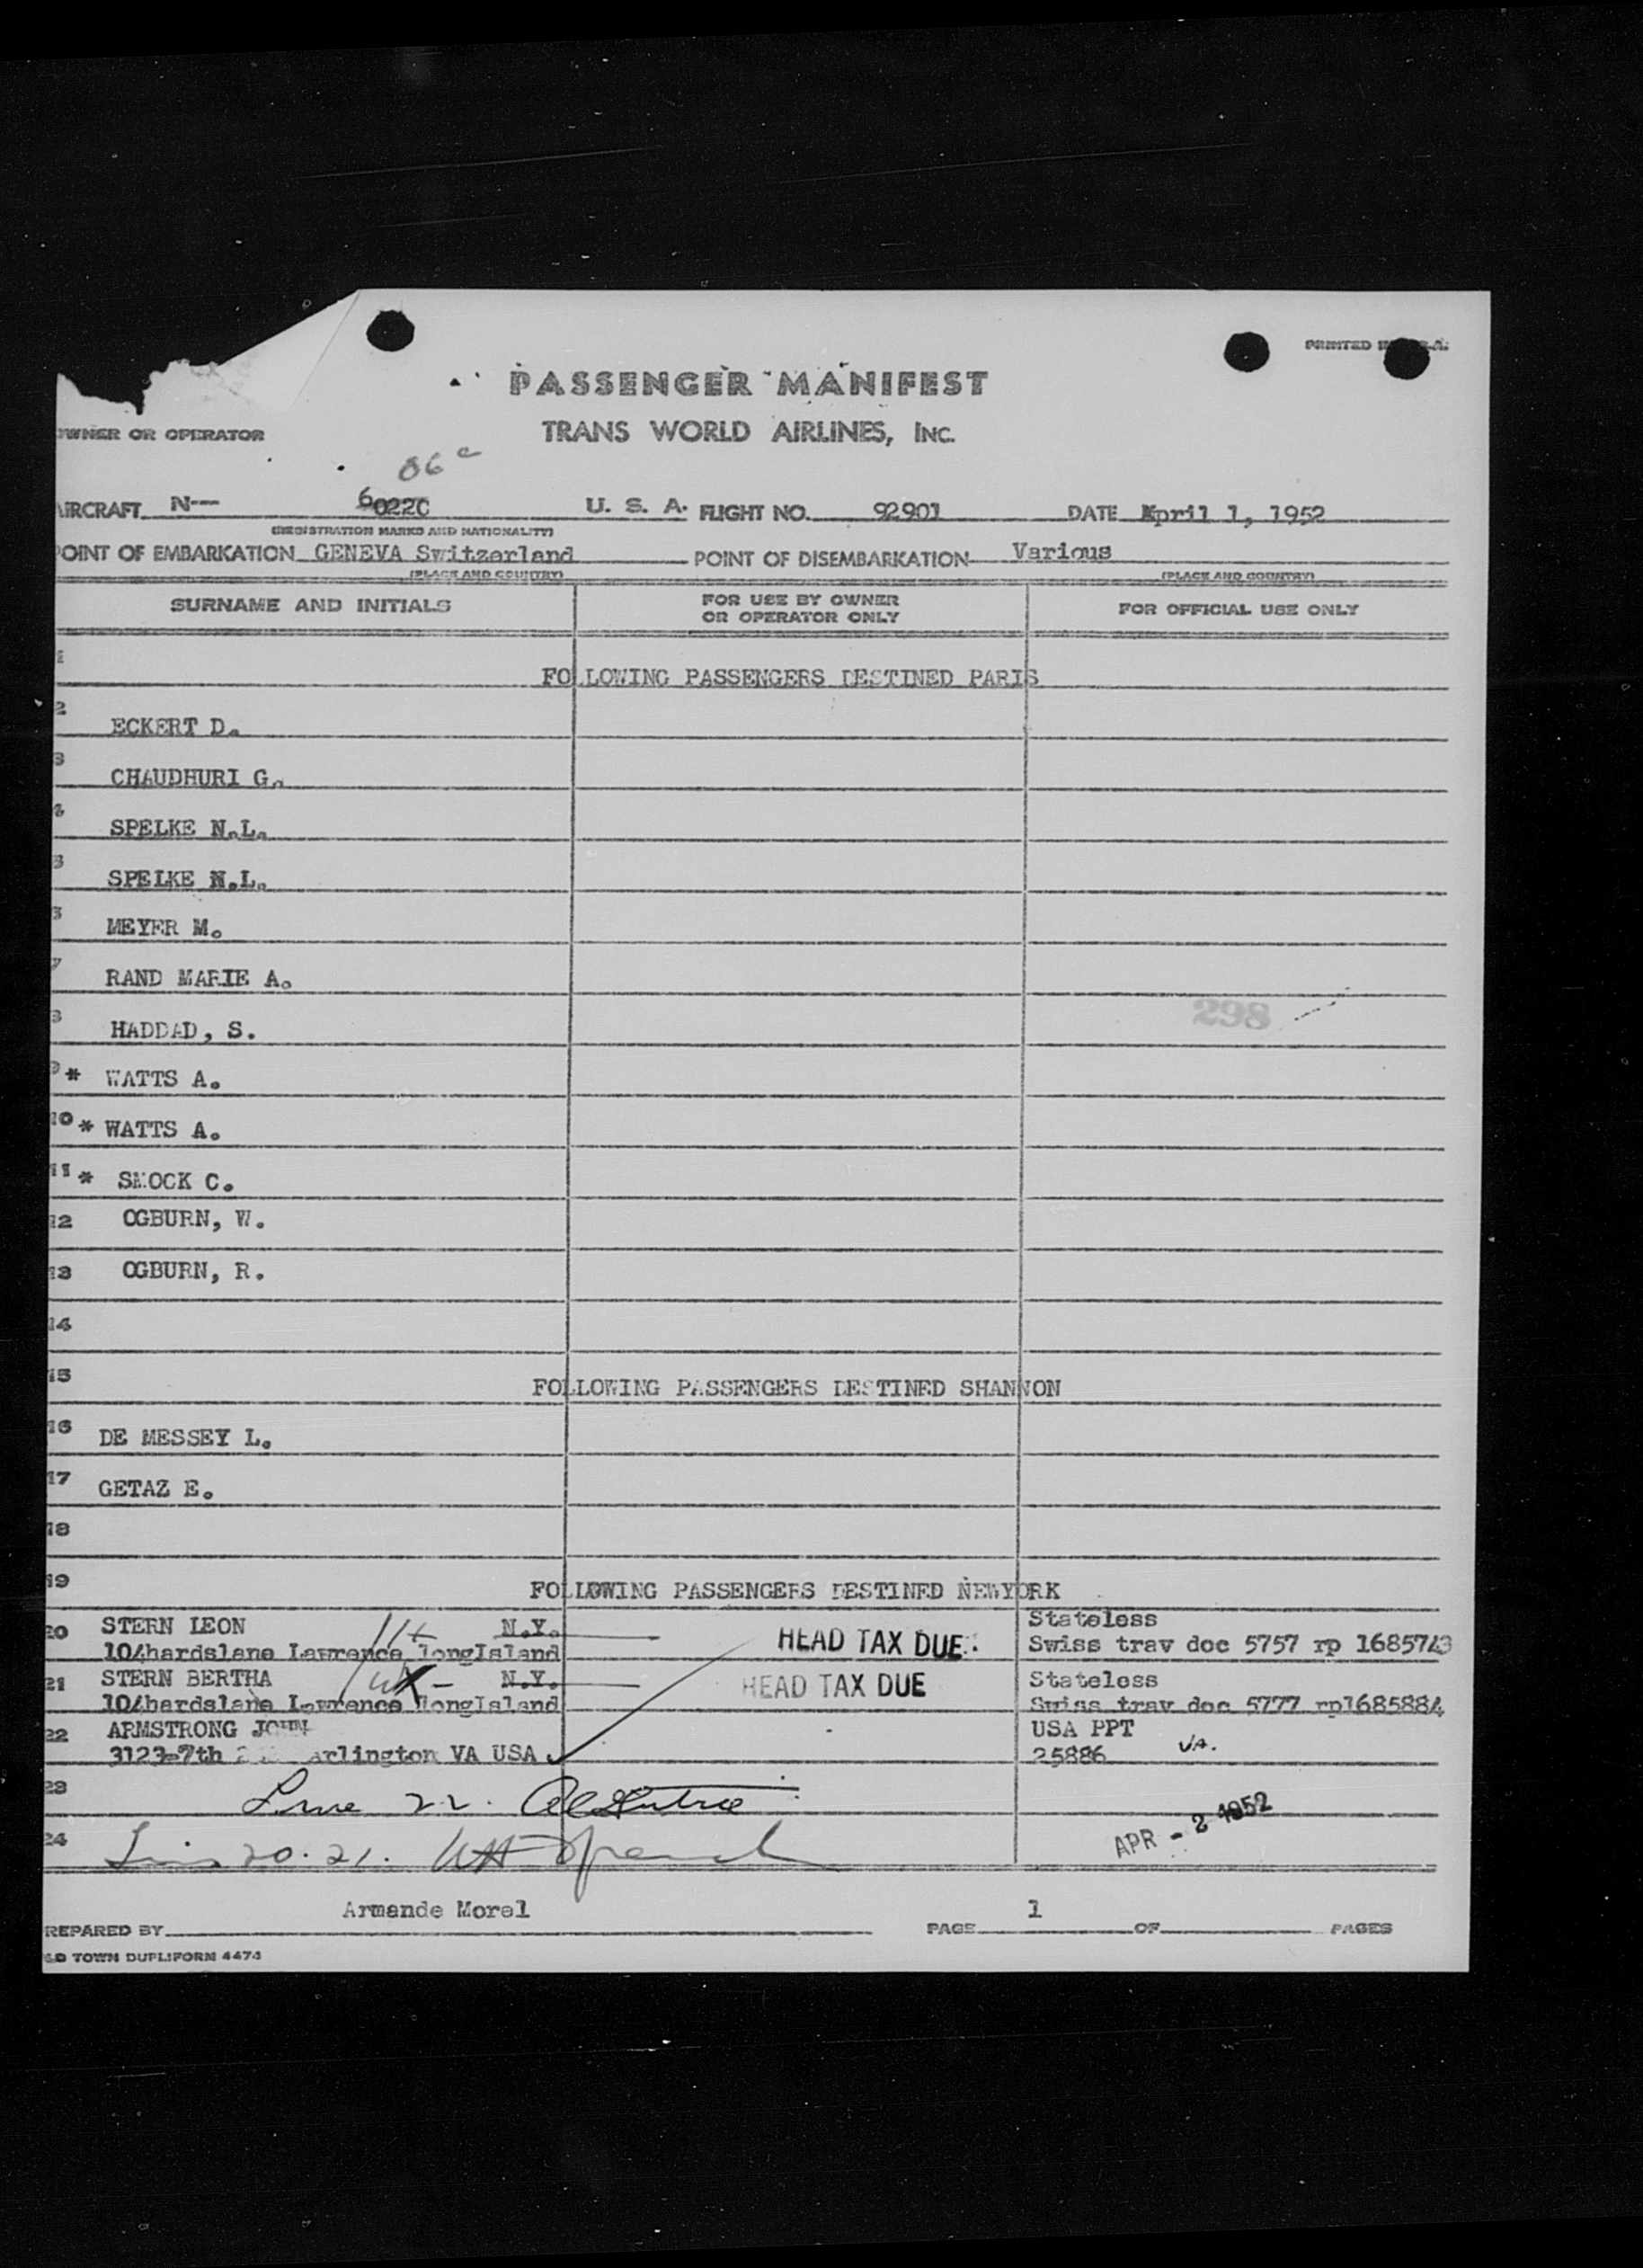 PRINTED IN
PASSENGER MANIFEST
OWNER OR OPERATOR
TRANS WORLD AIRLINES, INC.
06 c
AIRCRAFT N--- 6022C U. S. A. FLIGHT NO. 92901 DATE April 1, 1952
(REGISTRATION MARKS AND NATIONALITY)
POINT OF EMBARKATION GENEVA Switzerland POINT OF DISEMBARKATION Various
(PLACE AND COUNTRY) (PLACE AND COUNTRY)
SURNAME AND INITIALS FOR USE BY OWNER OR OPERATOR ONLY FOR OFFICIAL USE ONLY
1 FOLLOWING PASSENGERS DESTINED PARIS
2 ECKERT D.
3 CHAUDHURI G.
4 SPELKE N.L.
5 SPELKE N.L.
6 MEYER M.
7 RAND MARIE A.
298
8 HADDAD, S.
9 * WATTS A.
10 * WATTS A.
11 * SMOCK C.
12 OGBURN, W.
13 OGBURN, R.
14
15 FOLLOWING PASSENGERS DESTINED SHANNON
16 DE MESSEY L.
17 GETAZ E.
18
19 FOLLOWING PASSENGERS DESTINED NEWYORK
20 STERN LEON N.Y. HEAD TAX DUE Stateless
104hardslane Lawrence longIsland Swiss trav doc 5757 rp 1685743
21 STERN BERTHA N.Y. HEAD TAX DUE Stateless
104hardslane Lawrence longIsland Swiss trav doc 5777 rp1685884
22 ARMSTRONG JOHN USA PPT
3123-7th Arlington VA USA 25886 VA.
23 Line 22.
24 Lines 20. 21.
APR - 2 1952
Armande Morel 1
PREPARED BY PAGE OF PAGES
OLD TOWN DUPLIFORM 4474